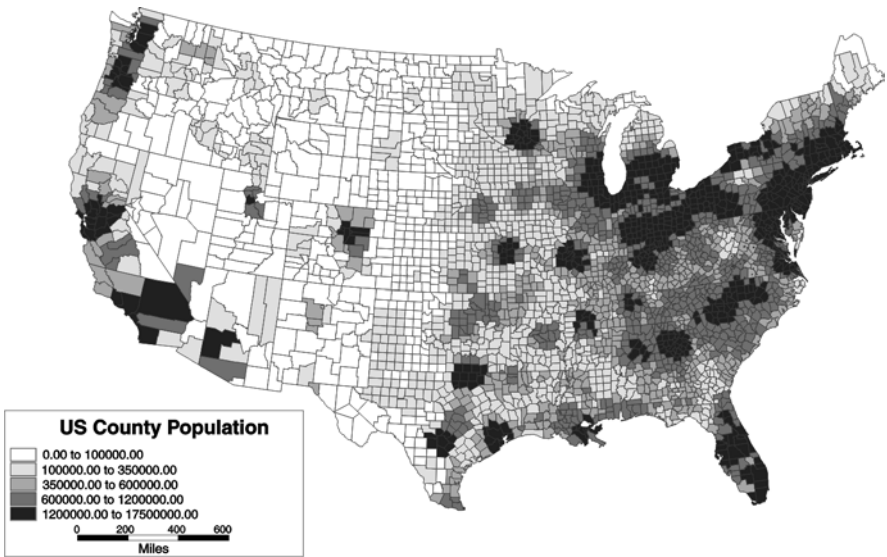 US County Population
0.00 to 100000.00
100000.00 to 350000.00
350000.00 to 600000.00
600000.00 to 1200000.00
1200000.00 to 17500000.00
0 200 400 600
Miles